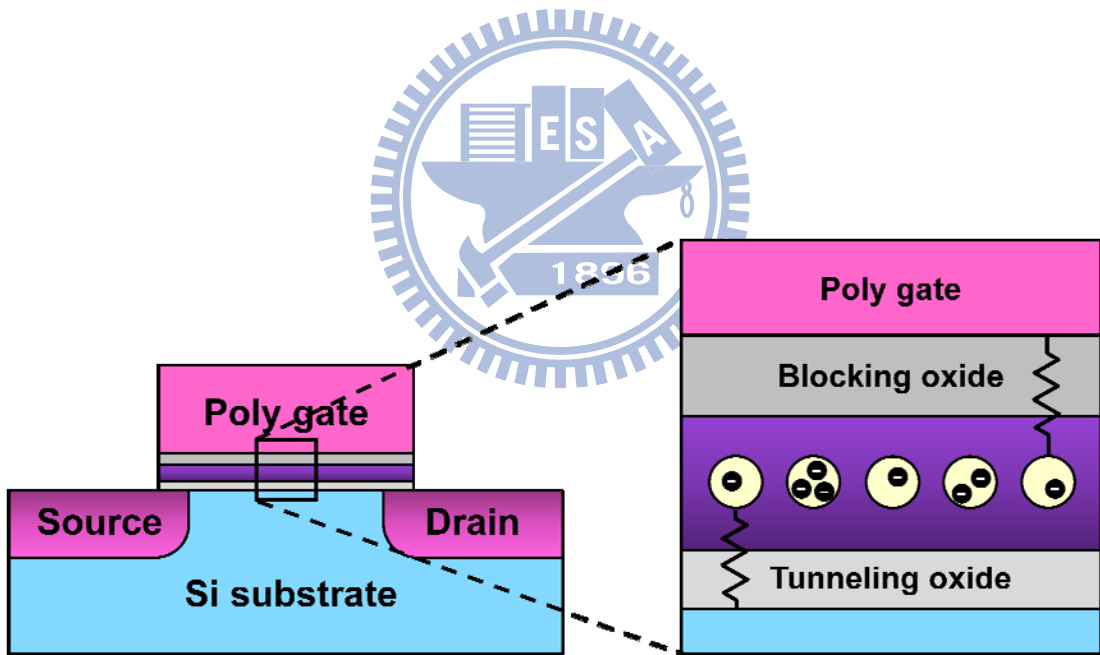 E S A
1896
Poly gate
Blocking oxide
Tunneling oxide
Poly gate
Source
Drain
Si substrate